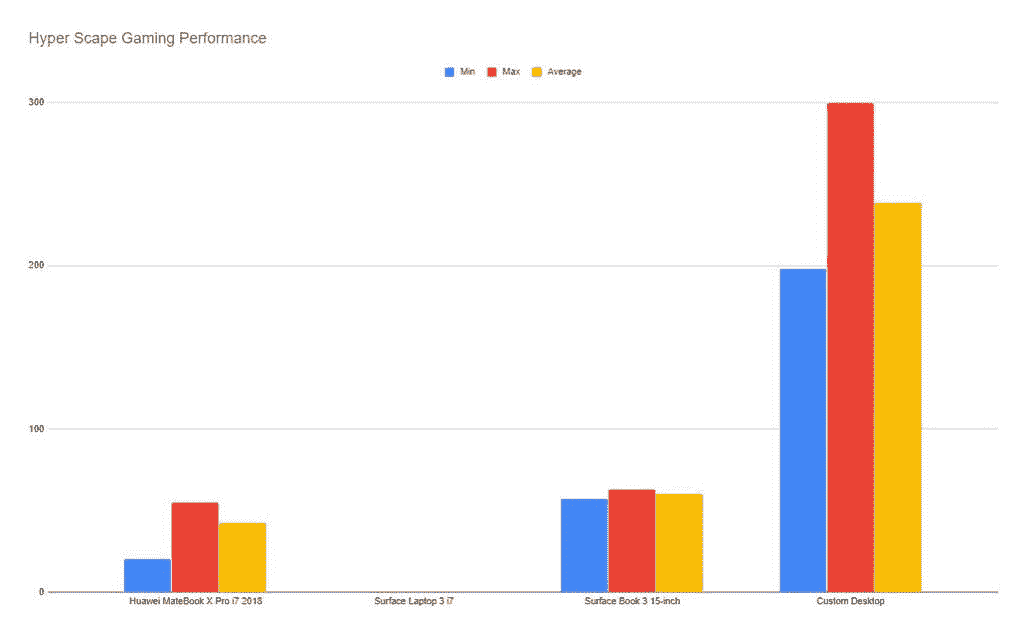 Hyper Scape Gaming Performance
Min Max Average
300
200
100
0
Huawei MateBook X Pro i7 2018 Surface Laptop 3 i7 Surface Book 3 15-inch Custom Desktop